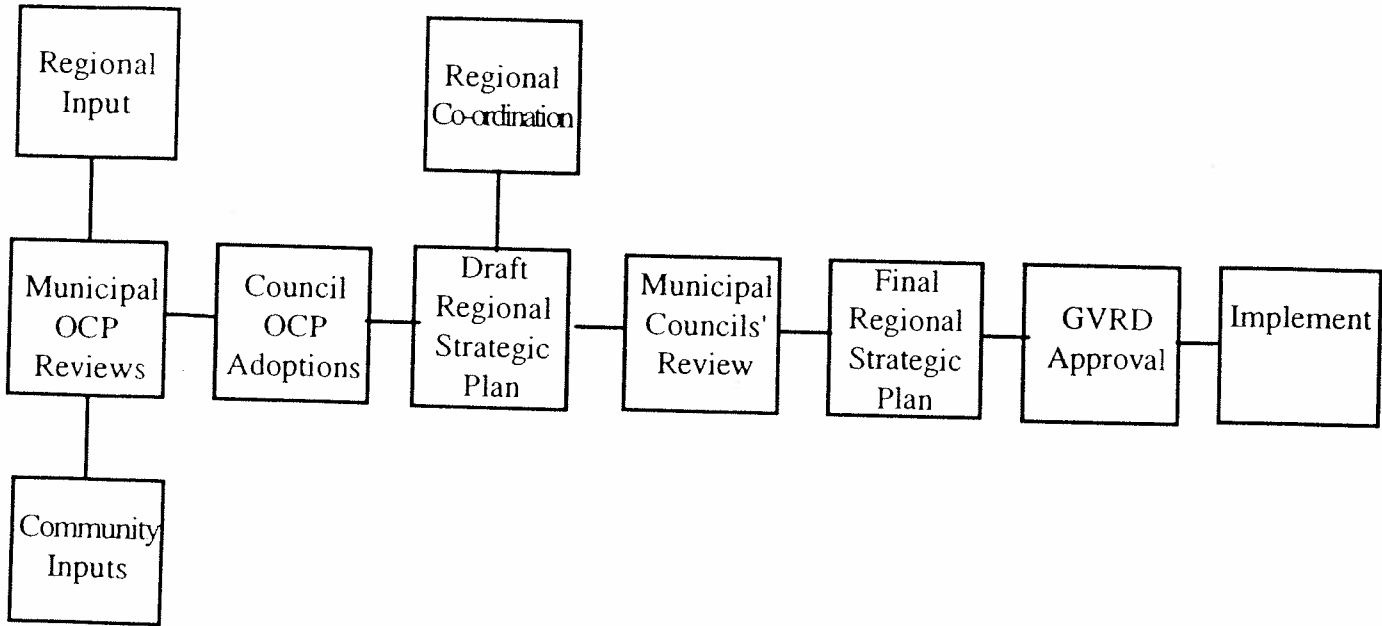 Regional
Input
Regional
Co-ordination
Municipal
OCP
Reviews
Council
OCP
Adoptions
Draft
Regional
Strategic
Plan
Municipal
Councils'
Review
Final
Regional
Strategic
Plan
GVRD
Approval
Implement
Community
Inputs